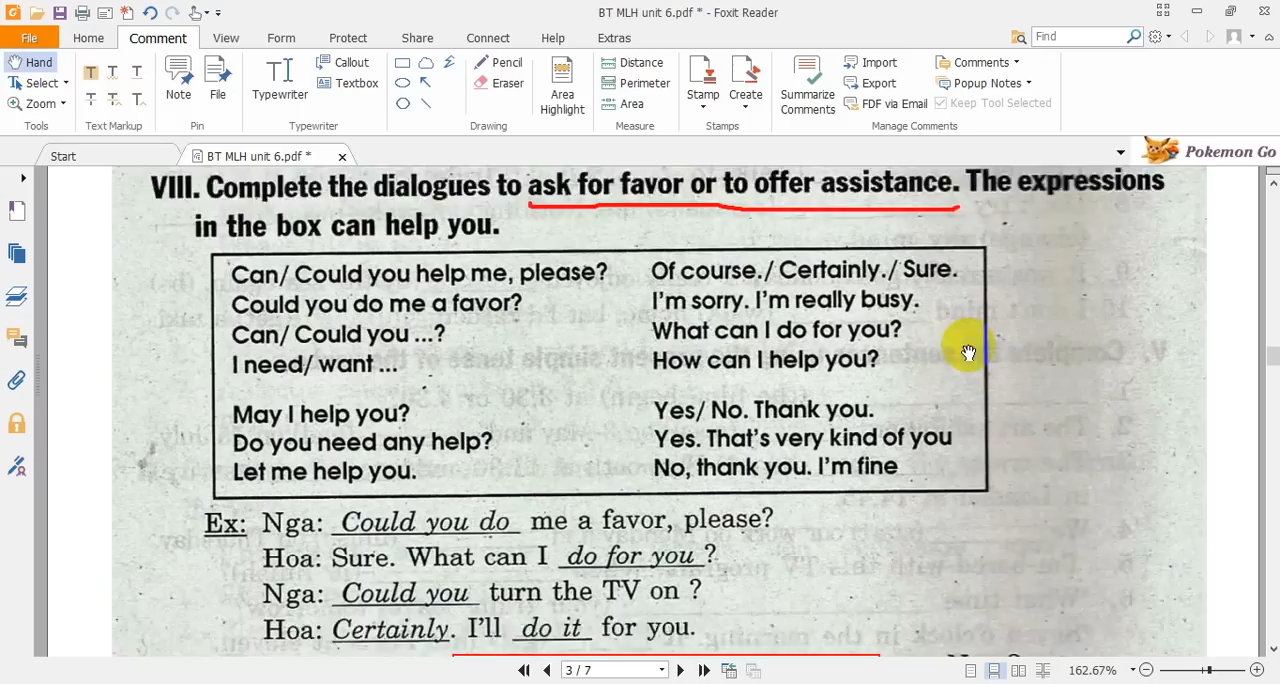 BT MLH unit 6.pdf * - Foxit Reader
File Home Comment View Form Protect Share Connect Help Extras Find
Hand Select Zoom Tools
Text Markup
Note File Pin
Typewriter Callout Textbox Typewriter
Drawing
Pencil Eraser
Area Highlight
Distance Perimeter Area Measure
Stamp Create Stamps
Summarize Comments Import Export FDF via Email Comments Popup Notes Keep Tool Selected Manage Comments
Start BT MLH unit 6.pdf * Pokemon Go
VIII. Complete the dialogues to ask for favor or to offer assistance. The expressions
in the box can help you.
Can/ Could you help me, please? Of course./ Certainly./ Sure.
Could you do me a favor? I'm sorry. I'm really busy.
Can/ Could you ...? What can I do for you?
I need/ want ... How can I help you?
May I help you? Yes/ No. Thank you.
Do you need any help? Yes. That's very kind of you
Let me help you. No, thank you. I'm fine
Ex: Nga: Could you do me a favor, please?
Hoa: Sure. What can I do for you ?
Nga: Could you turn the TV on ?
Hoa: Certainly. I'll do it for you.
3 / 7 162.67%